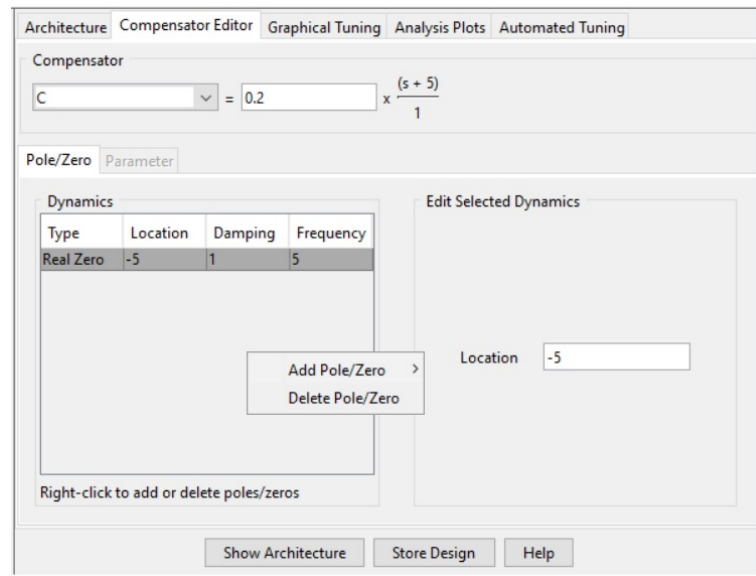 Architecture Compensator Editor Graphical Tuning Analysis Plots Automated Tuning
Compensator
C = 0.2 x (s + 5)
1
Pole/Zero Parameter
Dynamics
Type Location Damping Frequency
Real Zero -5 1 5
Add Pole/Zero >
Delete Pole/Zero
Right-click to add or delete poles/zeros
Edit Selected Dynamics
Location -5
Show Architecture Store Design Help